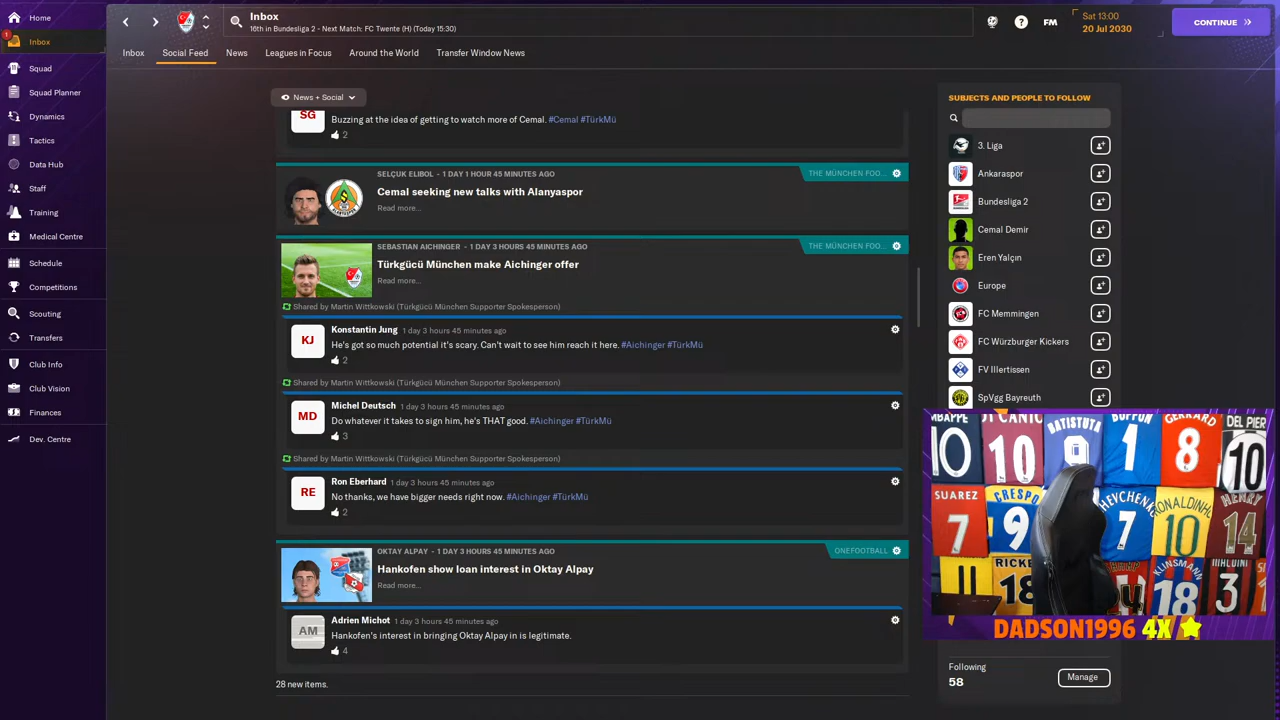 Home
1
Inbox
Squad
Squad Planner
Dynamics
Tactics
Data Hub
Staff
Training
Medical Centre
Schedule
Competitions
Scouting
Transfers
Club Info
Club Vision
Finances
Dev. Centre
Inbox
16th in Bundesliga 2 - Next Match: FC Twente (H) (Today 15:30)
?
FM
Sat 13:00
20 Jul 2030
CONTINUE
Inbox
Social Feed
News
Leagues in Focus
Around the World
Transfer Window News
News + Social
SG
Buzzing at the idea of getting to watch more of Cemal. #Cemal #TürkMü
2
SELÇUK ELIBOL - 1 DAY 1 HOUR 45 MINUTES AGO
THE MÜNCHEN FOO...
Cemal seeking new talks with Alanyaspor
Read more...
SEBASTIAN AICHINGER - 1 DAY 3 HOURS 45 MINUTES AGO
THE MÜNCHEN FOO...
Türkgücü München make Aichinger offer
Read more...
Shared by Martin Wittkowski (Türkgücü München Supporter Spokesperson)
KJ
Konstantin Jung 1 day 3 hours 45 minutes ago
He's got so much potential it's scary. Can't wait to see him reach it here. #Aichinger #TürkMü
2
Shared by Martin Wittkowski (Türkgücü München Supporter Spokesperson)
MD
Michel Deutsch 1 day 3 hours 45 minutes ago
Do whatever it takes to sign him, he's THAT good. #Aichinger #TürkMü
3
Shared by Martin Wittkowski (Türkgücü München Supporter Spokesperson)
RE
Ron Eberhard 1 day 3 hours 45 minutes ago
No thanks, we have bigger needs right now. #Aichinger #TürkMü
2
OKTAY ALPAY - 1 DAY 3 HOURS 45 MINUTES AGO
ONEFOOTBALL
Hankofen show loan interest in Oktay Alpay
Read more...
AM
Adrien Michot 1 day 3 hours 45 minutes ago
Hankofen's interest in bringing Oktay Alpay in is legitimate.
4
28 new items.
SUBJECTS AND PEOPLE TO FOLLOW
3. Liga
Ankaraspor
Bundesliga 2
Cemal Demir
Eren Yalçın
Europe
FC Memmingen
FC Würzburger Kickers
FV Illertissen
SpVgg Bayreuth
MBAPPE
10
DI CANIO
10
BATISTUTA
9
BUFFON
1
GERRARD
8
DEL PIER
10
SUAREZ
7
CRESPO
9
HEVCHENK
7
RONALDINHO
10
HENRY
14
11
RICKE
18
KLINSMANN
18
3
DADSON1996 4X
Following
58
Manage